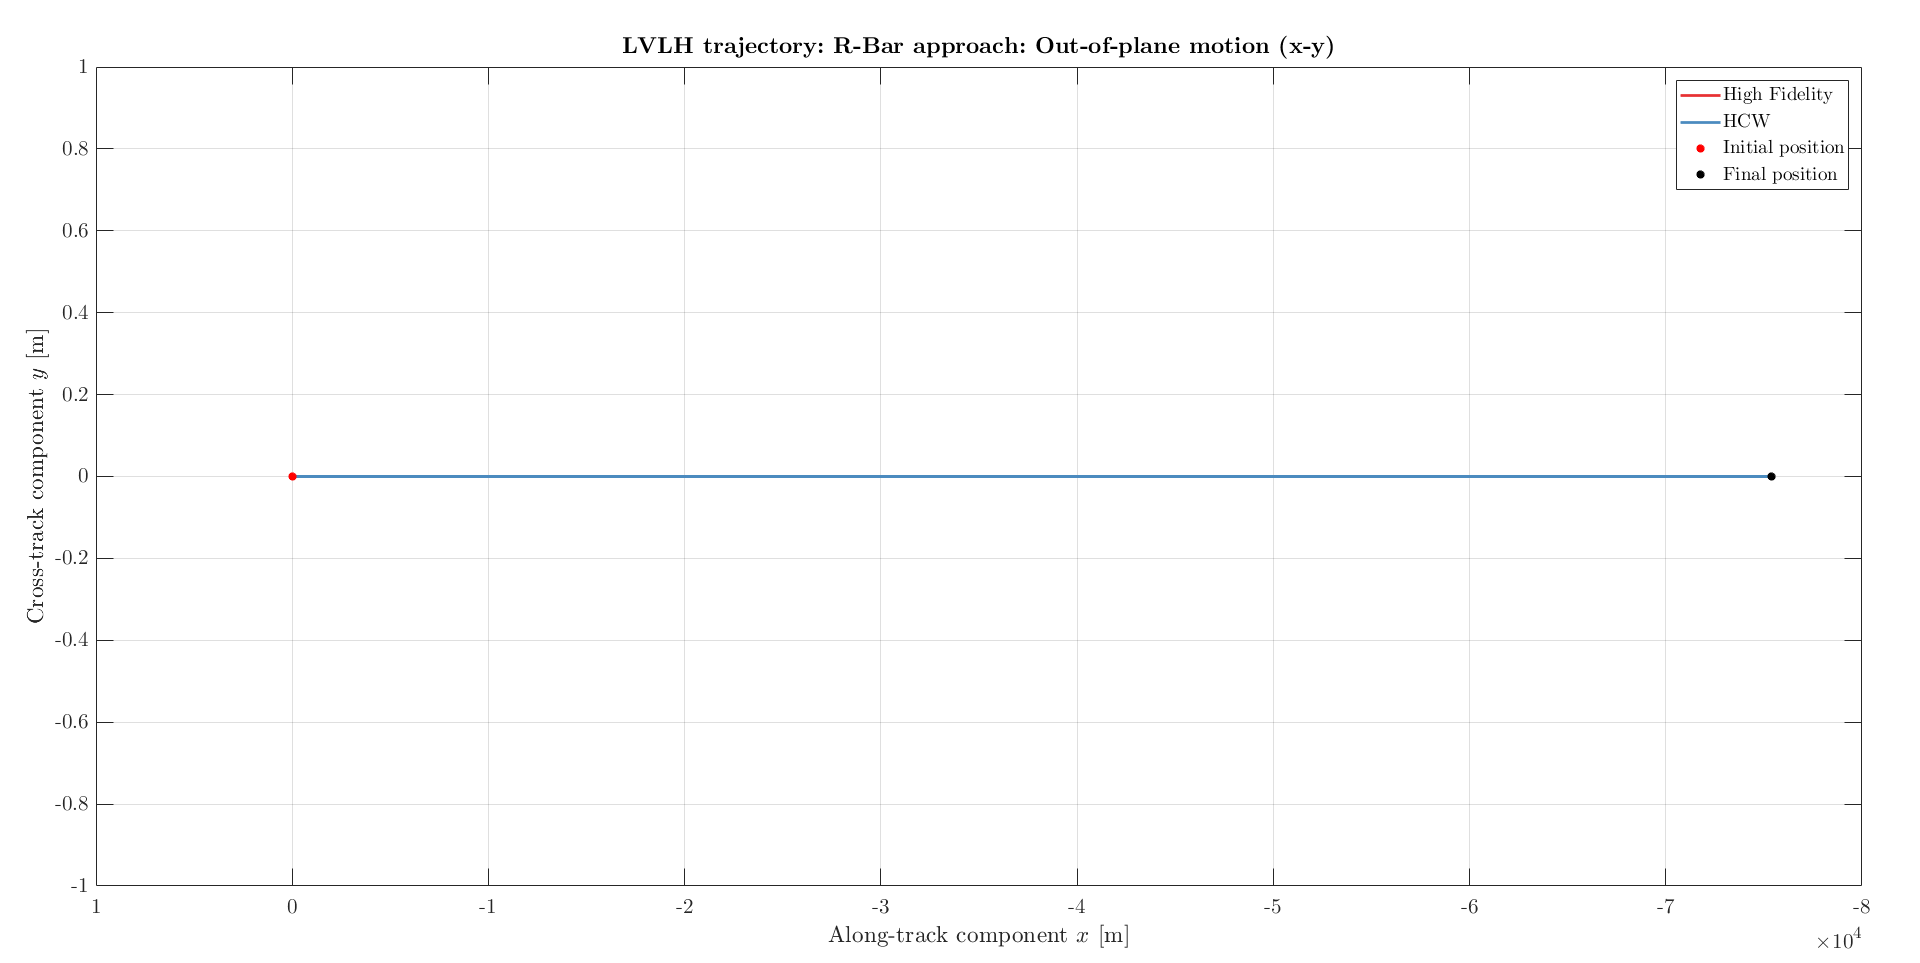 LVLH trajectory: R-Bar approach: Out-of-plane motion (x-y)
High Fidelity
HCW
Initial position
Final position
Cross-track component y [m]
1
0.8
0.6
0.4
0.2
0
-0.2
-0.4
-0.6
-0.8
-1
1 0 -1 -2 -3 -4 -5 -6 -7 -8
Along-track component x [m]
×10⁴